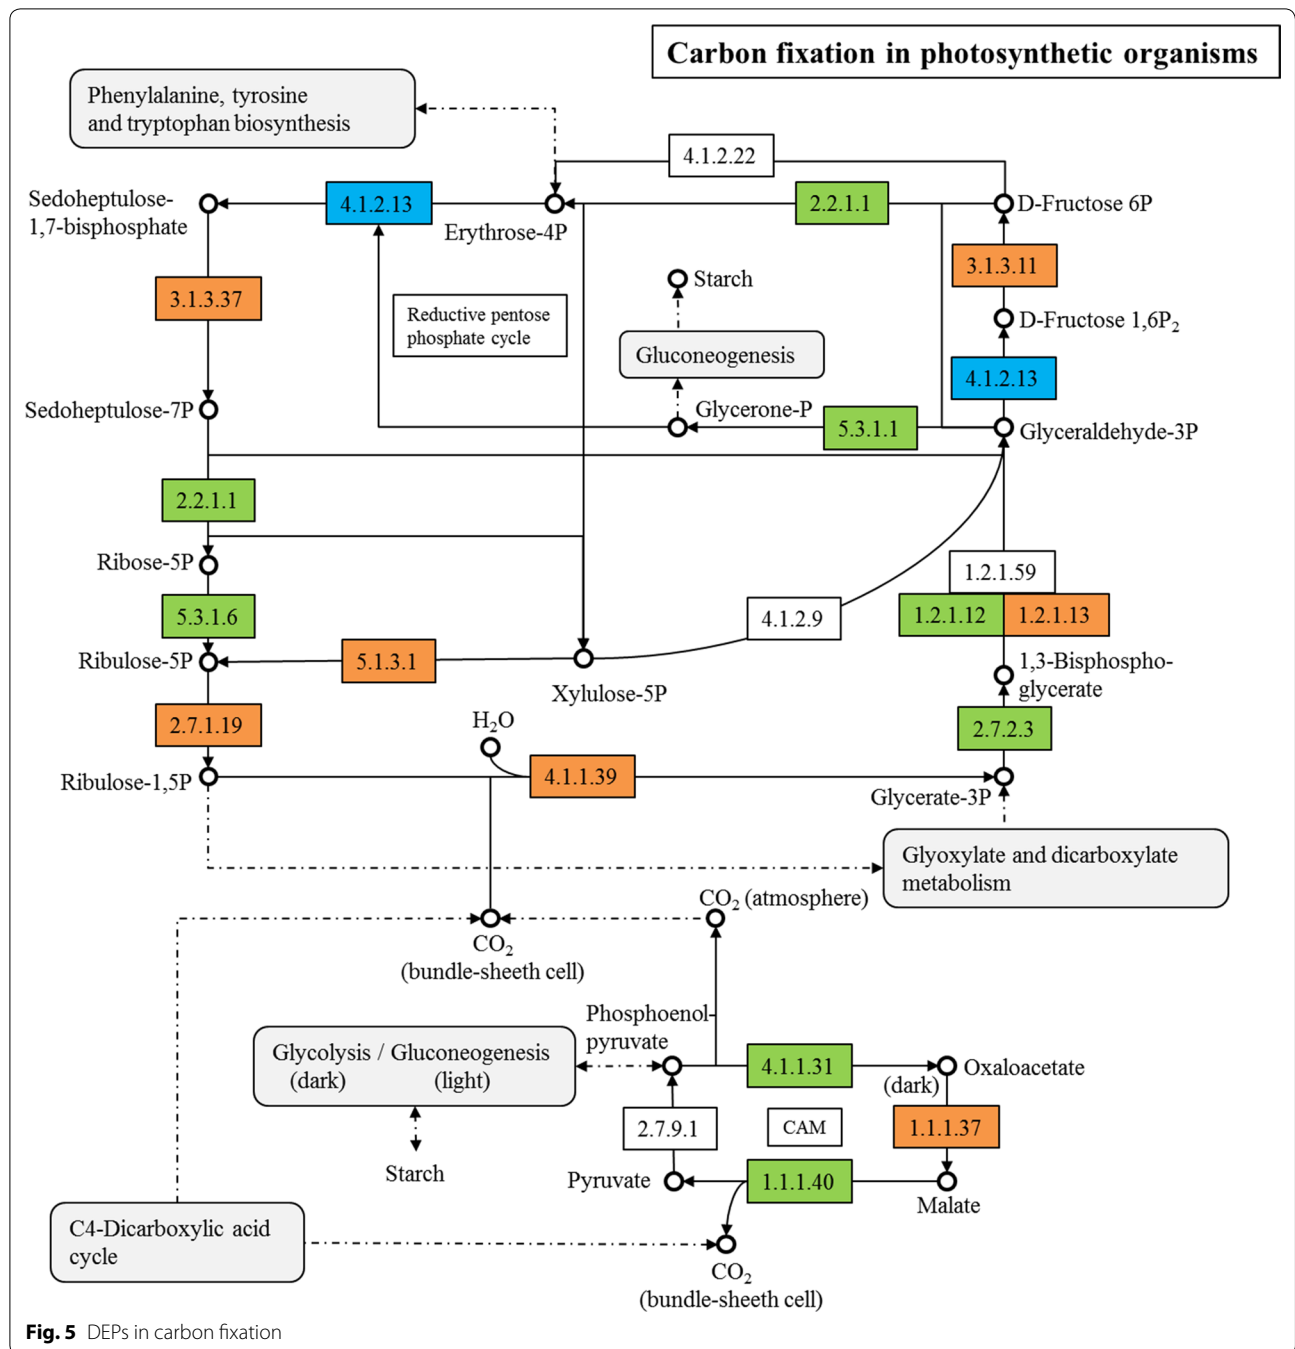 Carbon fixation in photosynthetic organisms
Phenylalanine, tyrosine
and tryptophan biosynthesis
4.1.2.22
Sedoheptulose-
1,7-bisphosphate
4.1.2.13
Erythrose-4P
2.2.1.1
D-Fructose 6P
3.1.3.11
3.1.3.37
Starch
Reductive pentose
phosphate cycle
D-Fructose 1,6P2
Gluconeogenesis
4.1.2.13
Sedoheptulose-7P
Glycerone-P
5.3.1.1
Glyceraldehyde-3P
2.2.1.1
Ribose-5P
1.2.1.59
5.3.1.6
4.1.2.9
1.2.1.12
1.2.1.13
Ribulose-5P
5.1.3.1
Xylulose-5P
1,3-Bisphospho-
glycerate
2.7.1.19
H2O
2.7.2.3
Ribulose-1,5P
4.1.1.39
Glycerate-3P
Glyoxylate and dicarboxylate
metabolism
CO2 (atmosphere)
CO2
(bundle-sheeth cell)
Phosphoenol-
pyruvate
Glycolysis / Gluconeogenesis
(dark) (light)
4.1.1.31
Oxaloacetate
(dark)
2.7.9.1
CAM
1.1.1.37
Starch
Pyruvate
1.1.1.40
Malate
C4-Dicarboxylic acid
cycle
CO2
(bundle-sheeth cell)
Fig. 5 DEPs in carbon fixation